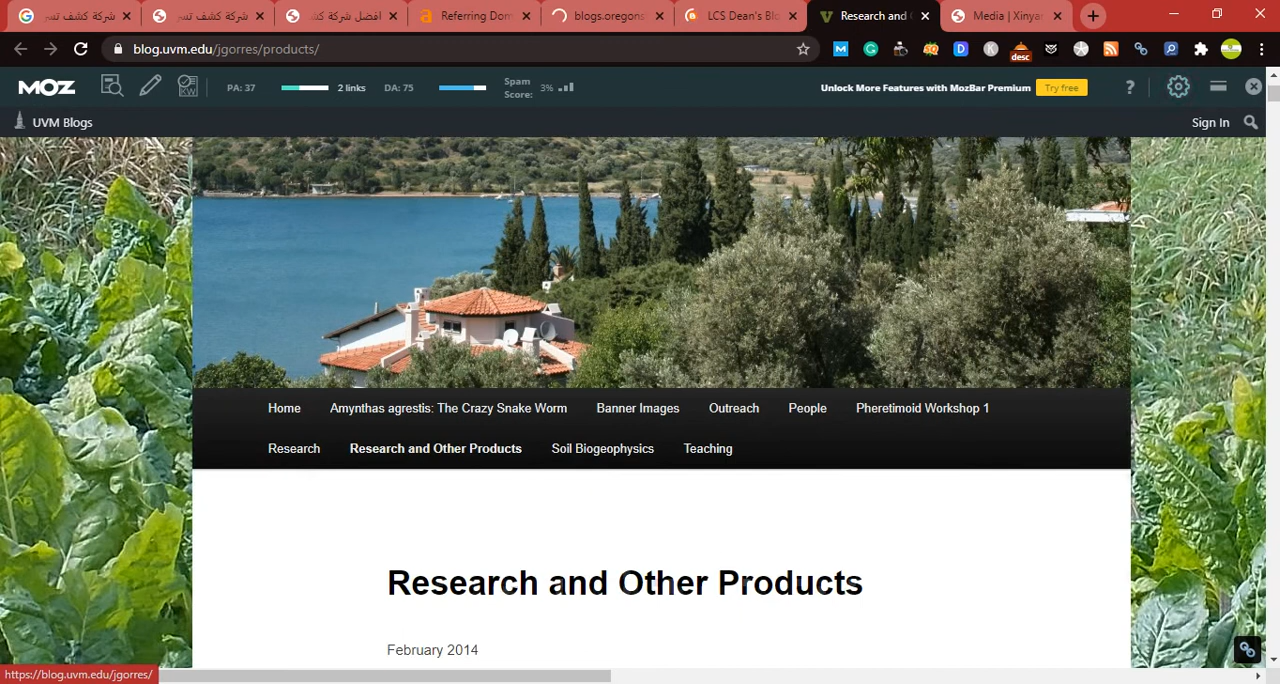 شركة كشف تسر
شركة كشف تسر
افضل شركة كش
Referring Dom
blogs.oregons
LCS Dean's Blo
Research and
Media | Xinyar
blog.uvm.edu/jgorres/products/
desc
MOZ
PA: 37
2 links
DA: 75
Spam Score: 3%
Unlock More Features with MozBar Premium
Try free
UVM Blogs
Sign In
Home Amynthas agrestis: The Crazy Snake Worm Banner Images Outreach People Pheretimoid Workshop 1
Research Research and Other Products Soil Biogeophysics Teaching
Research and Other Products
February 2014
https://blog.uvm.edu/jgorres/